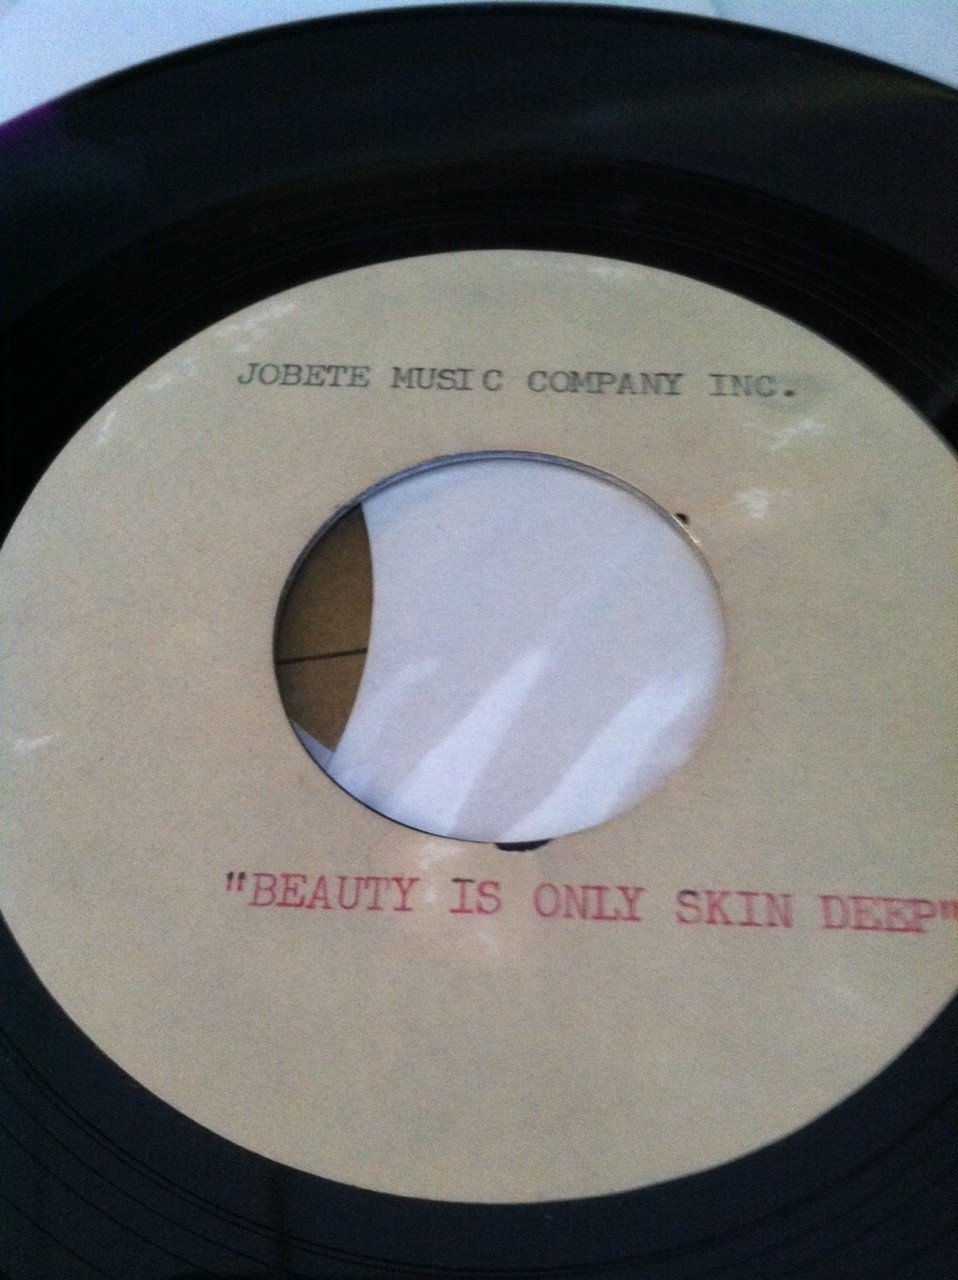 JOBETE MUSIC COMPANY INC.
"BEAUTY IS ONLY SKIN DEEP"